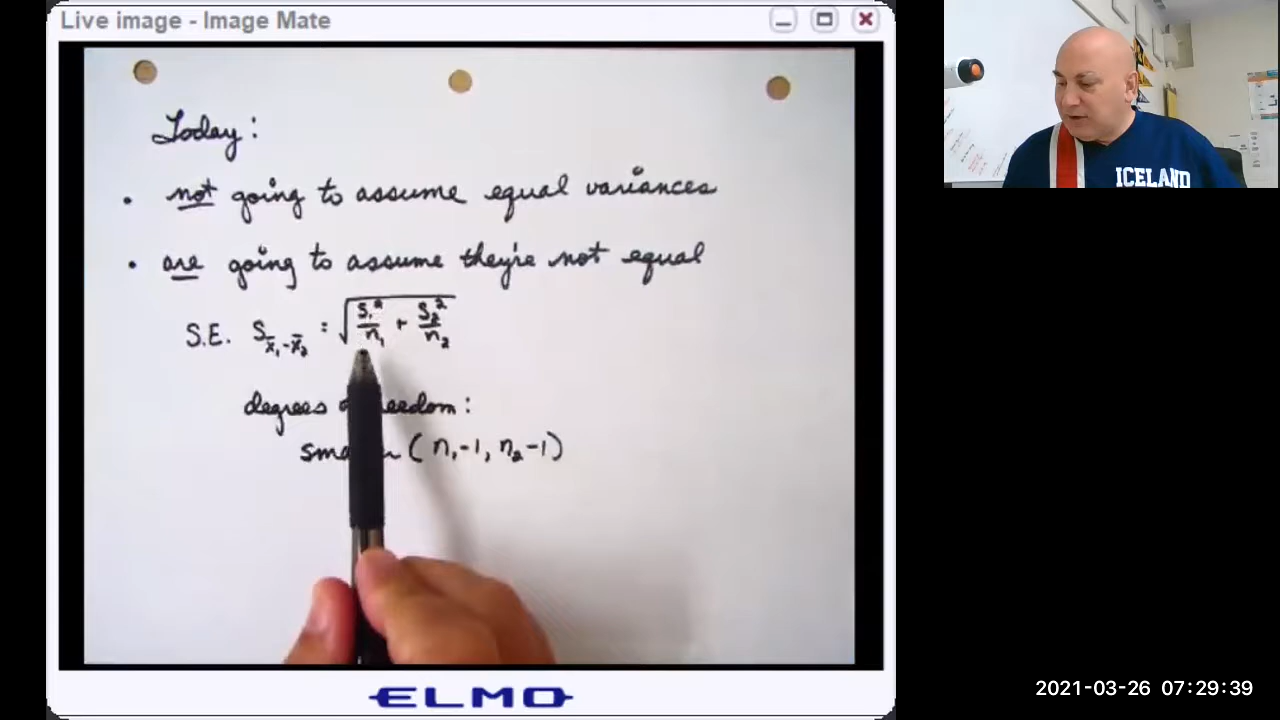 Live image - Image Mate
Today:
• not going to assume equal variances
• are going to assume they're not equal
S.E. S x̄₁-x̄₂ = √(S₁²/n₁ + S₂²/n₂)
degrees freedom:
(n₁-1, n₂-1)
ELMO
ICELAND
2021-03-26 07:29:39